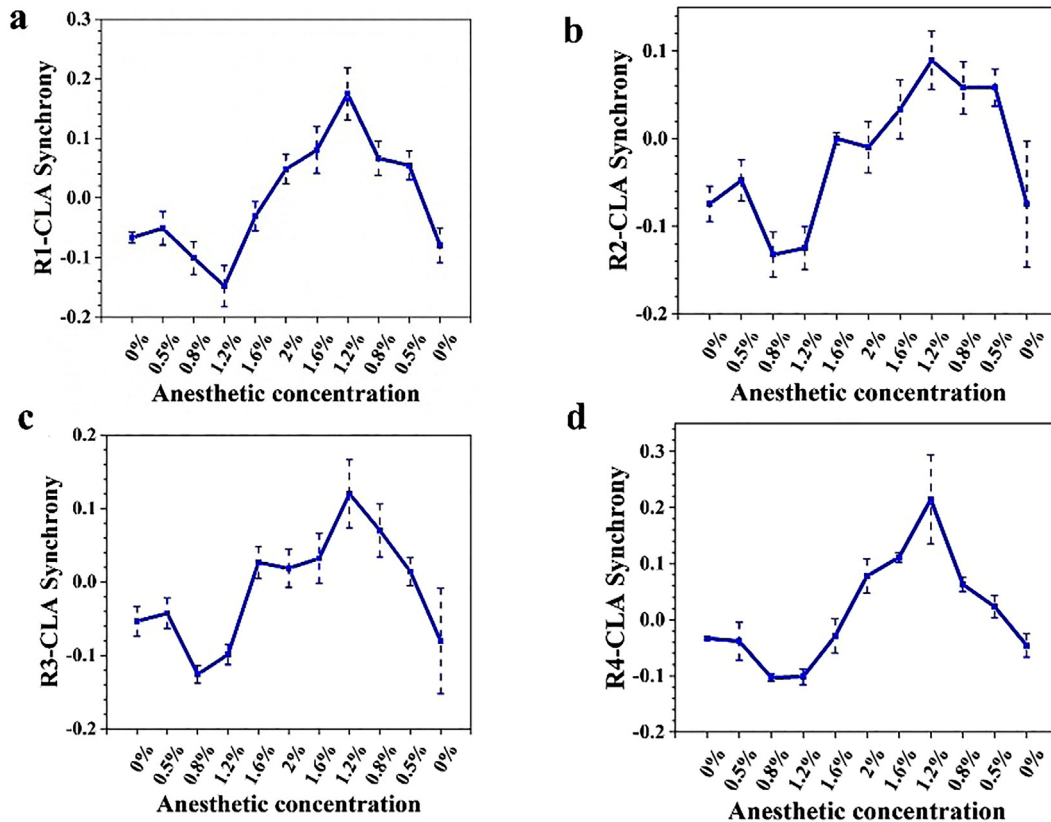 a
R1-CLA Synchrony
0.3
0.2
0.1
0.0
-0.1
-0.2
0% 0.5% 0.8% 1.2% 1.6% 2% 1.6% 1.2% 0.8% 0.5% 0%
Anesthetic concentration
b
R2-CLA Synchrony
0.1
0.0
-0.1
-0.2
0% 0.5% 0.8% 1.2% 1.6% 2% 1.6% 1.2% 0.8% 0.5% 0%
Anesthetic concentration
c
R3-CLA Synchrony
0.2
0.1
0.0
-0.1
-0.2
0% 0.5% 0.8% 1.2% 1.6% 2% 1.6% 1.2% 0.8% 0.5% 0%
Anesthetic concentration
d
R4-CLA Synchrony
0.3
0.2
0.1
0.0
-0.1
-0.2
0% 0.5% 0.8% 1.2% 1.6% 2% 1.6% 1.2% 0.8% 0.5% 0%
Anesthetic concentration